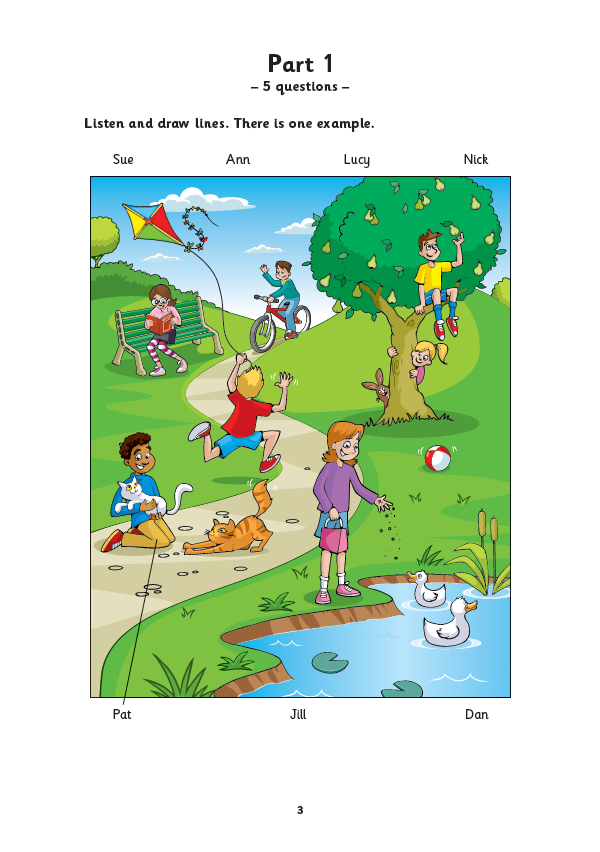 Part 1
– 5 questions –
Listen and draw lines. There is one example.
Sue Ann Lucy Nick
Pat Jill Dan
3